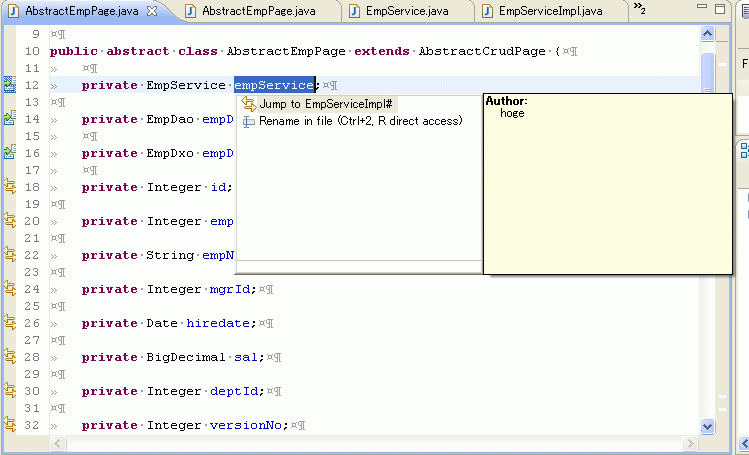 AbstractEmpPage.java
AbstractEmpPage.java
EmpService.java
EmpServiceImpl.java
»2
9 ¤¶
10 public·abstract·class·AbstractEmpPage·extends·AbstractCrudPage·{¤¶
11 » ¤¶
12 » private·EmpService·empService;¤¶
13 ¤¶
14 » private·EmpDao·empD
15 » ¤¶
16 » private·EmpDxo·empD
17 » ¤¶
18 » private·Integer·id;
19 ¤¶
20 » private·Integer·emp
21 ¤¶
22 » private·String·empN
23 ¤¶
24 » private·Integer·mgrId;¤¶
25 ¤¶
26 » private·Date·hiredate;¤¶
27 ¤¶
28 » private·BigDecimal·sal;¤¶
29 ¤¶
30 » private·Integer·deptId;¤¶
31 ¤¶
32 » private·Integer·versionNo;¤¶
Jump to EmpServiceImpl#
Rename in file (Ctrl+2, R direct access)
Author:
hoge
F